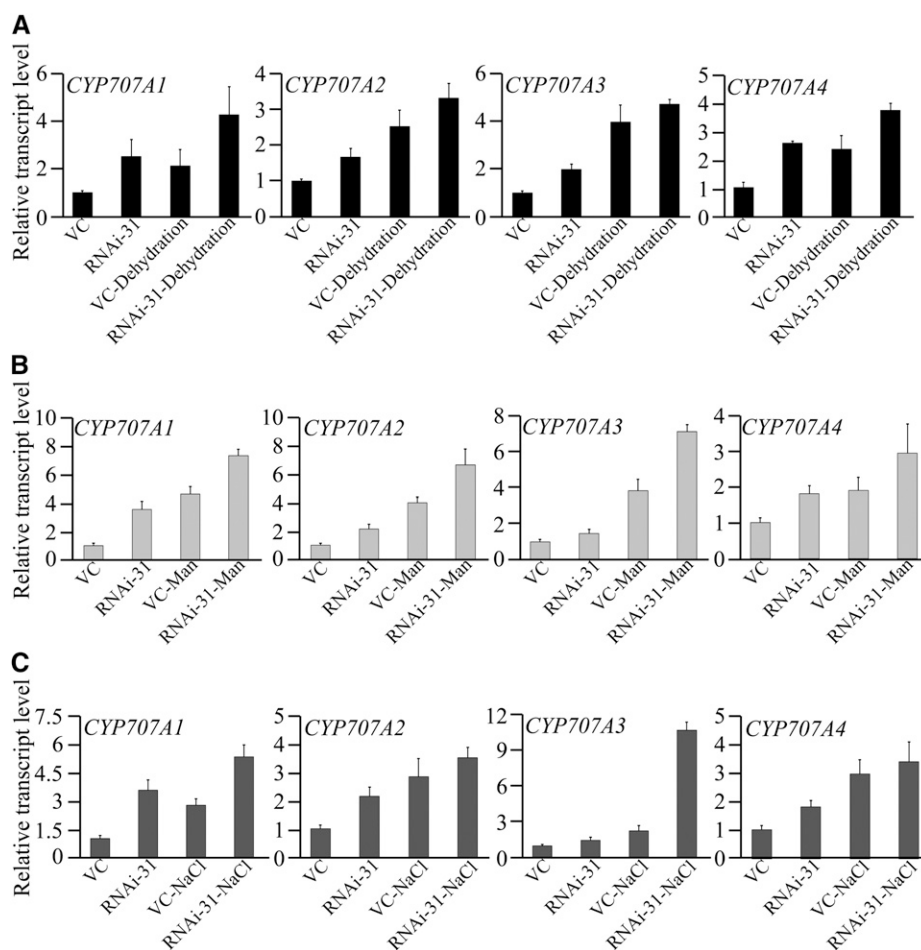 A
Relative transcript level
CYP707A1
6
4
2
0
VC
RNAi-31
VC-Dehydration
RNAi-31-Dehydration
CYP707A2
4
3
2
1
0
VC
RNAi-31
VC-Dehydration
RNAi-31-Dehydration
CYP707A3
6
4
2
0
VC
RNAi-31
VC-Dehydration
RNAi-31-Dehydration
CYP707A4
5
4
3
2
1
0
VC
RNAi-31
VC-Dehydration
RNAi-31-Dehydration
B
Relative transcript level
CYP707A1
10
8
6
4
2
0
VC
RNAi-31
VC-Man
RNAi-31-Man
CYP707A2
10
8
6
4
2
0
VC
RNAi-31
VC-Man
RNAi-31-Man
CYP707A3
8
6
4
2
0
VC
RNAi-31
VC-Man
RNAi-31-Man
CYP707A4
4
3
2
1
0
VC
RNAi-31
VC-Man
RNAi-31-Man
C
Relative transcript level
CYP707A1
7.5
6
4.5
3
1.5
0
VC
RNAi-31
VC-NaCl
RNAi-31-NaCl
CYP707A2
5
4
3
2
1
0
VC
RNAi-31
VC-NaCl
RNAi-31-NaCl
CYP707A3
12
9
6
3
0
VC
RNAi-31
VC-NaCl
RNAi-31-NaCl
CYP707A4
5
4
3
2
1
0
VC
RNAi-31
VC-NaCl
RNAi-31-NaCl